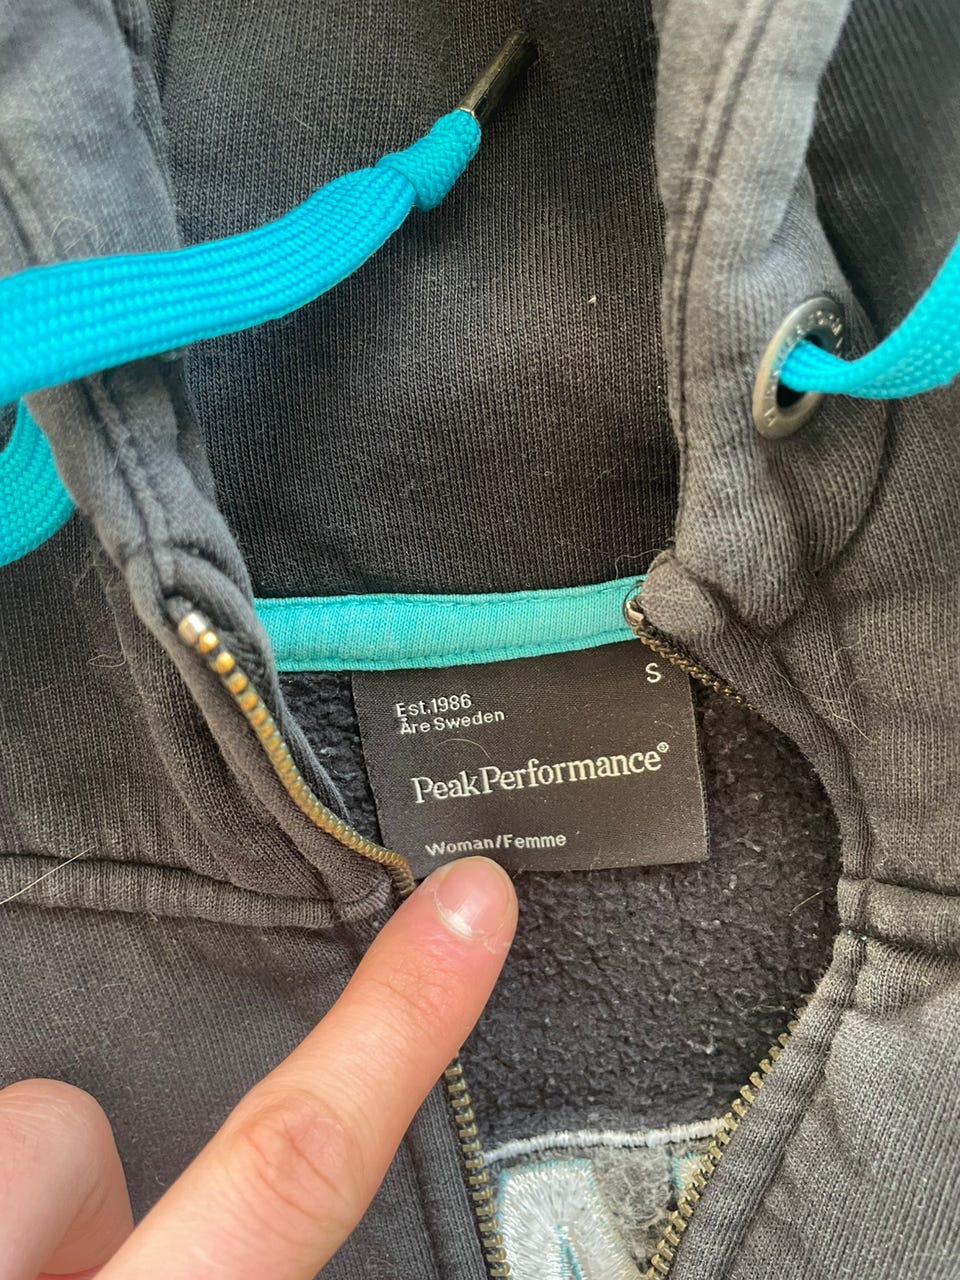 S
Est.1986
Åre Sweden
PeakPerformance®
Woman/Femme